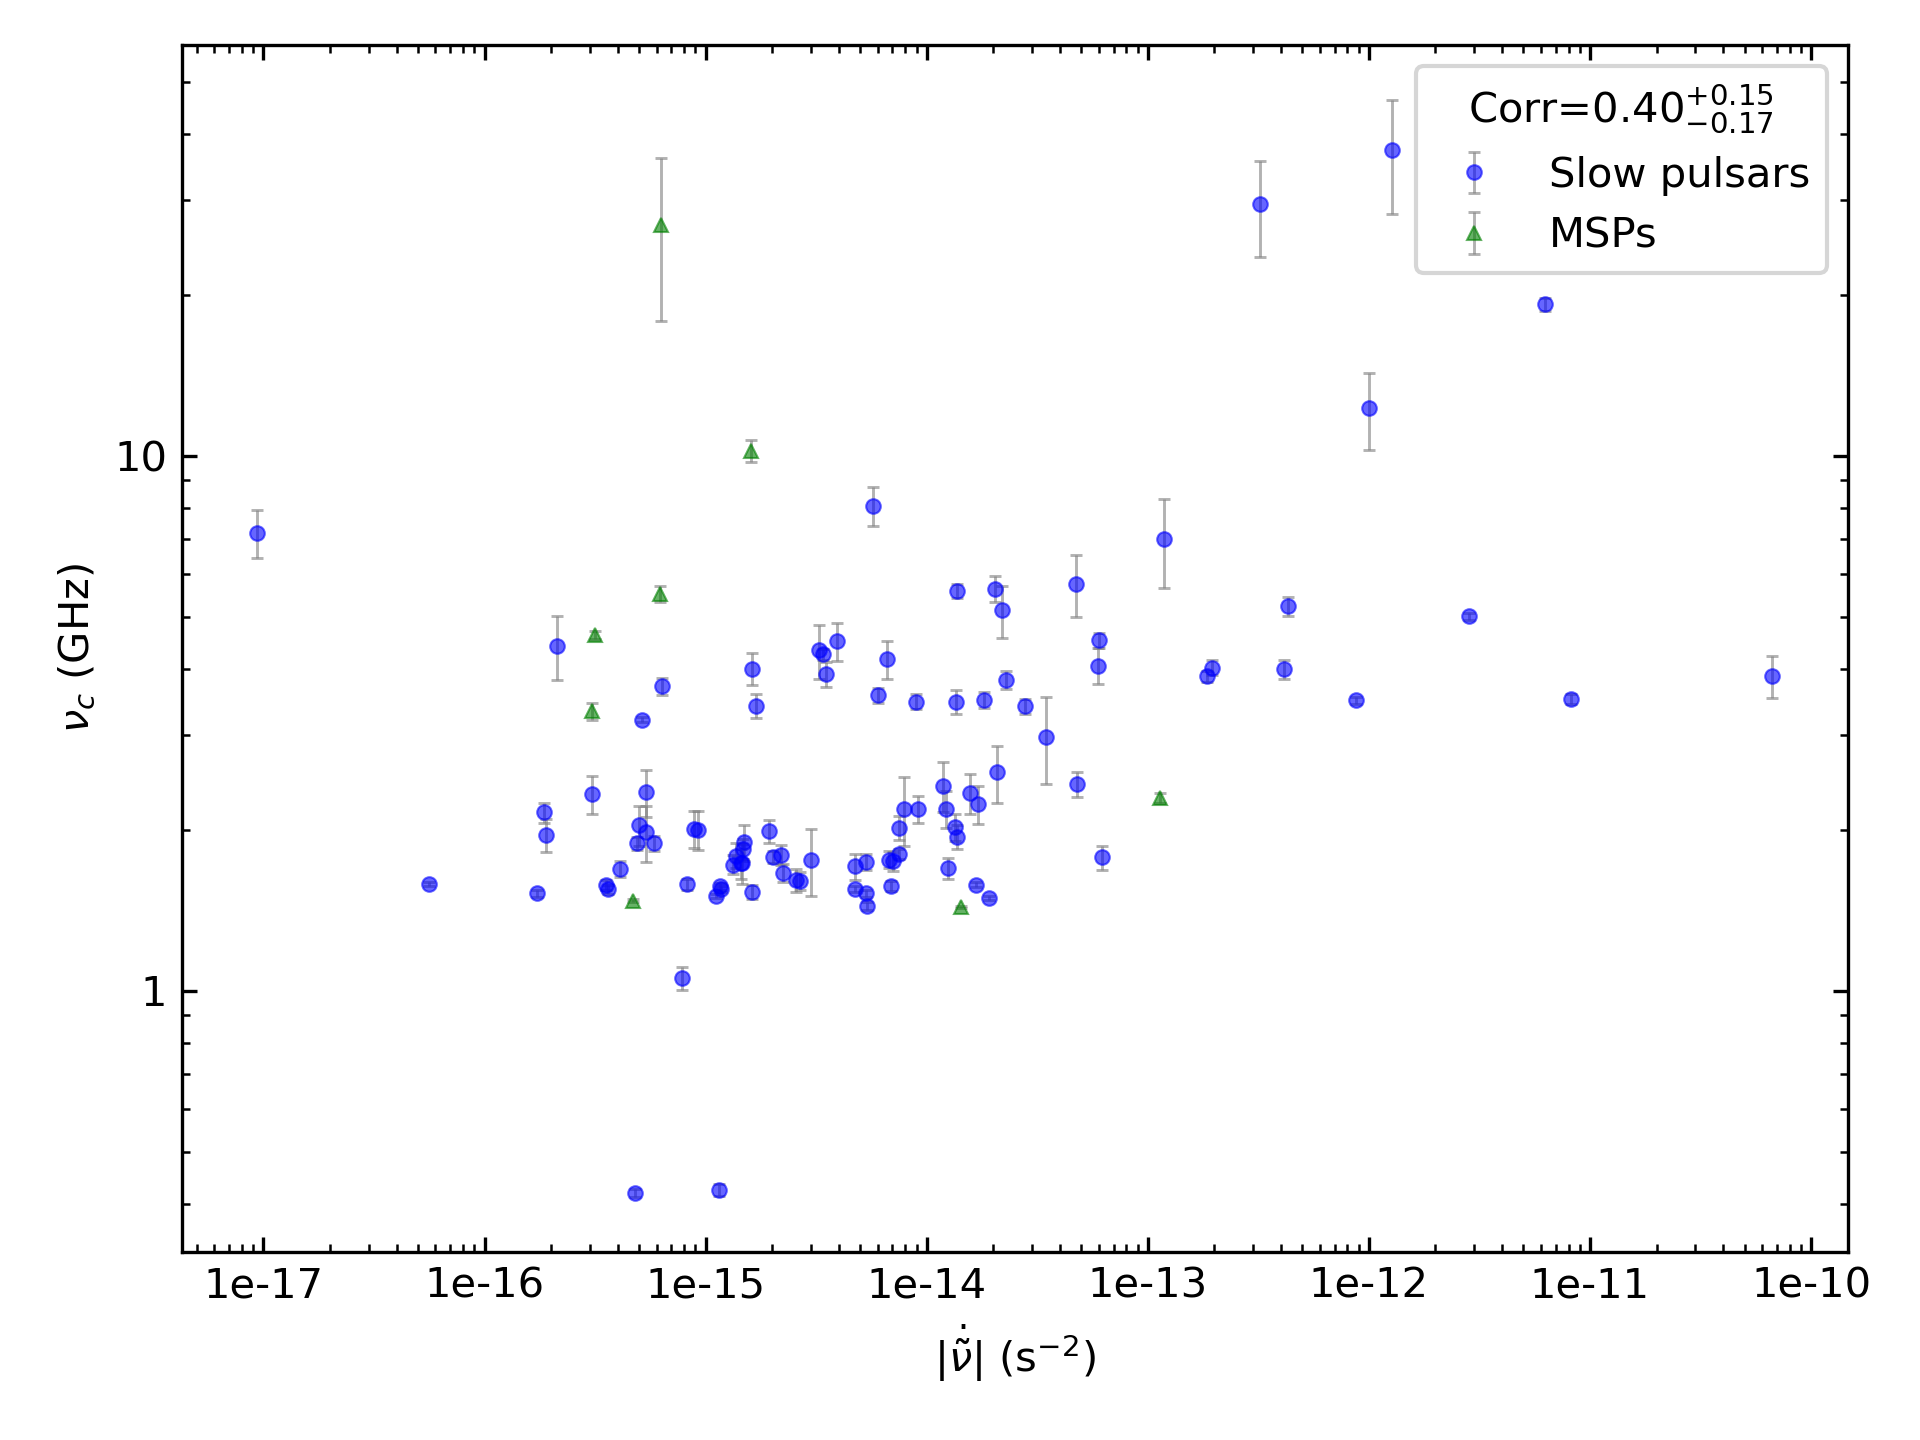 Corr=0.40$^{+0.15}_{-0.17}$
Slow pulsars
MSPs
10
1
ν_c (GHz)
1e-17 1e-16 1e-15 1e-14 1e-13 1e-12 1e-11 1e-10
|$\dot{\tilde{\nu}}$| (s$^{-2}$)